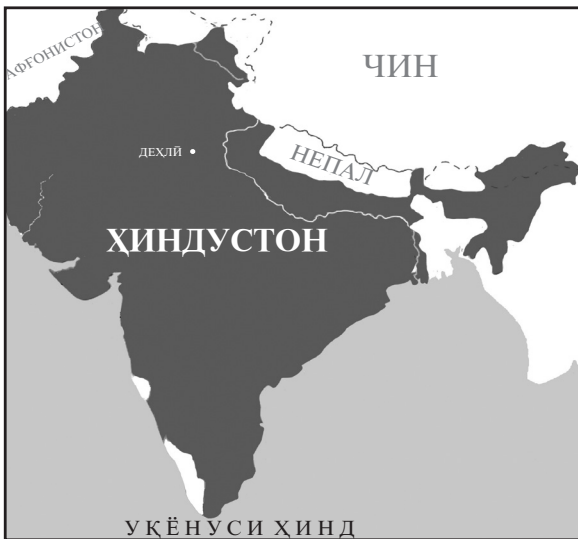 АФҒОНИСТОН
ЧИН
ДЕҲЛӢ
НЕПАЛ
ҲИНДУСТОН
УҚЁНУСИ ҲИНД